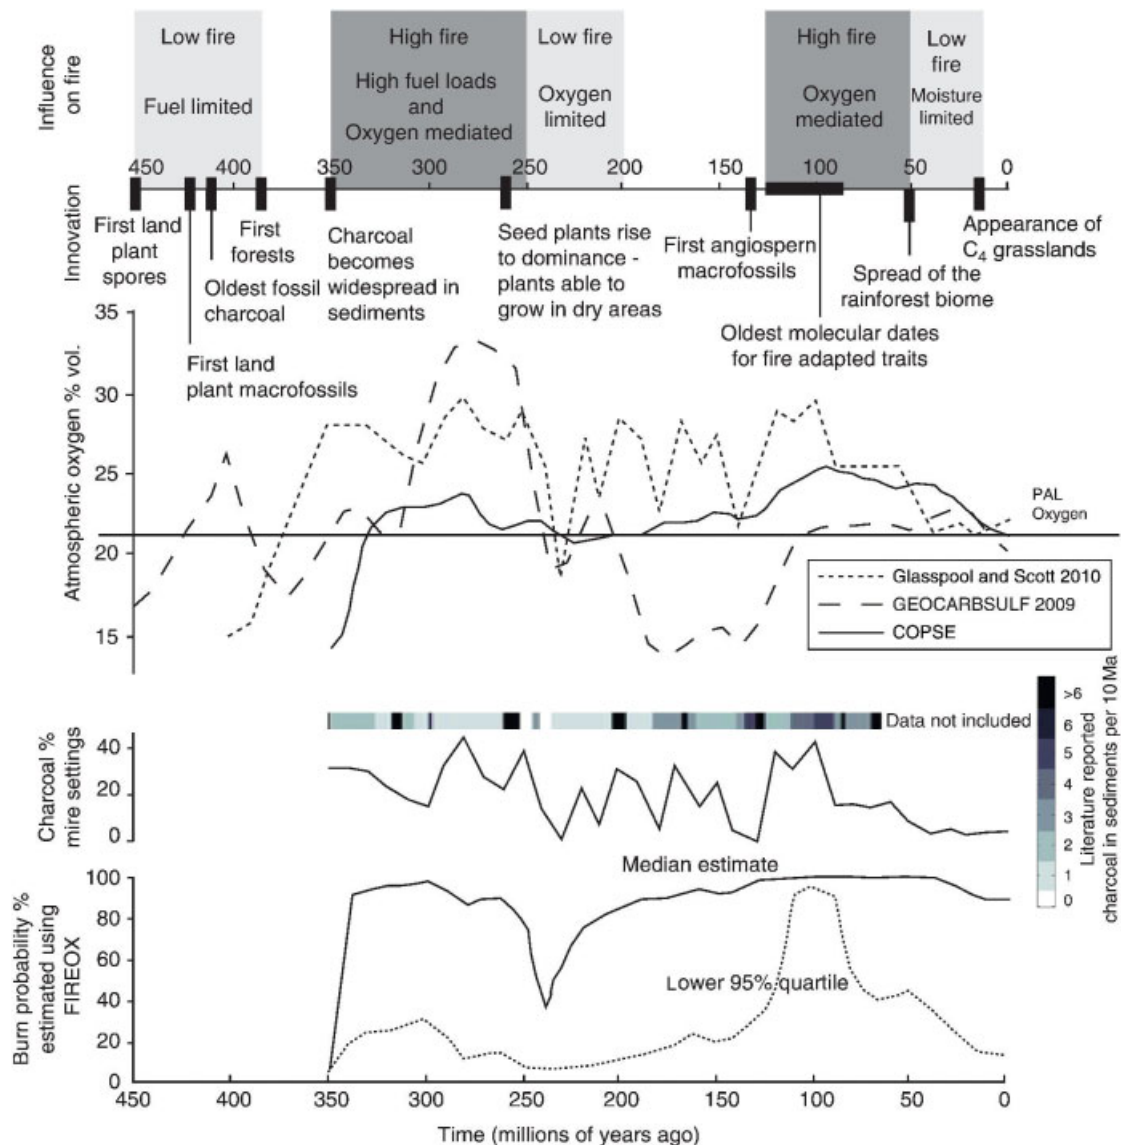 Influence
on fire
Low fire
Fuel limited
High fire
High fuel loads
and
Oxygen mediated
Low fire
Oxygen
limited
High fire
Oxygen
mediated
Low
fire
Moisture
limited
450
400
350
300
250
200
150
100
50
0
Innovation
First land
plant
spores
First
forests
Oldest fossil
charcoal
First land
plant macrofossils
Charcoal
becomes
widespread in
sediments
Seed plants rise
to dominance -
plants able to
grow in dry areas
First angiospern
macrofossils
Oldest molecular dates
for fire adapted traits
Spread of the
rainforest biome
Appearance of
C4 grasslands
Atmospheric oxygen % vol.
35
30
25
20
15
PAL
Oxygen
Glasspool and Scott 2010
GEOCARBSULF 2009
COPSE
Data not included
>6
6
5
4
3
2
1
0
Literature reported
charcoal in sediments per 10 Ma
Charcoal %
mire settings
40
20
0
Median estimate
Lower 95% quartile
Burn probability %
estimated using
FIREOX
100
80
60
40
20
0
450
400
350
300
250
200
150
100
50
0
Time (millions of years ago)